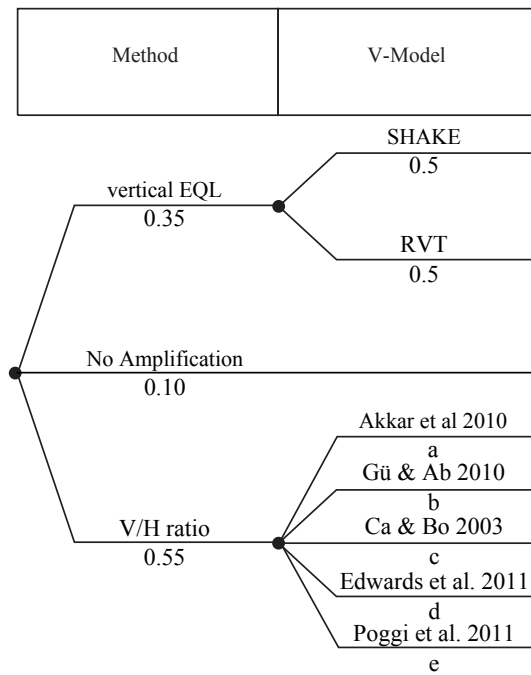 Method
V-Model
SHAKE
0.5
vertical EQL
0.35
RVT
0.5
No Amplification
0.10
Akkar et al 2010
a
Gü & Ab 2010
b
V/H ratio
0.55
Ca & Bo 2003
c
Edwards et al. 2011
d
Poggi et al. 2011
e